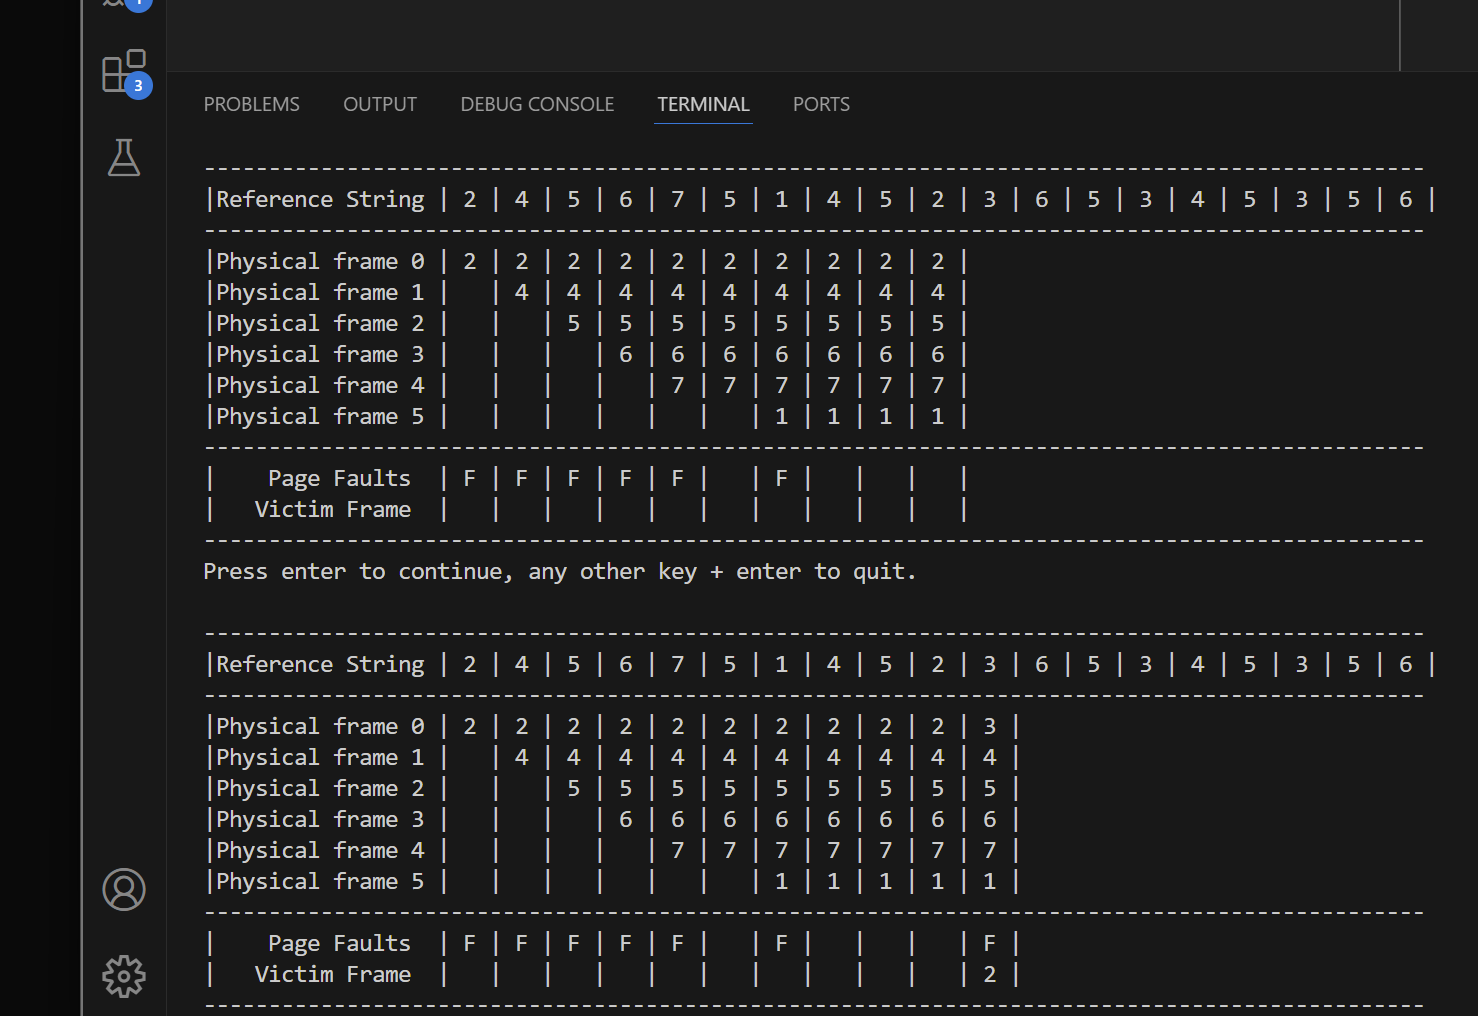 1
3
PROBLEMS OUTPUT DEBUG CONSOLE TERMINAL PORTS
----------------------------------------------------------------------------------------------
|Reference String | 2 | 4 | 5 | 6 | 7 | 5 | 1 | 4 | 5 | 2 | 3 | 6 | 5 | 3 | 4 | 5 | 3 | 5 | 6 |
----------------------------------------------------------------------------------------------
|Physical frame 0 | 2 | 2 | 2 | 2 | 2 | 2 | 2 | 2 | 2 | 2 |
|Physical frame 1 |   | 4 | 4 | 4 | 4 | 4 | 4 | 4 | 4 | 4 |
|Physical frame 2 |   |   | 5 | 5 | 5 | 5 | 5 | 5 | 5 | 5 |
|Physical frame 3 |   |   |   | 6 | 6 | 6 | 6 | 6 | 6 | 6 |
|Physical frame 4 |   |   |   |   | 7 | 7 | 7 | 7 | 7 | 7 |
|Physical frame 5 |   |   |   |   |   |   | 1 | 1 | 1 | 1 |
----------------------------------------------------------------------------------------------
|    Page Faults  | F | F | F | F | F |   | F |   |   |   |
|   Victim Frame  |   |   |   |   |   |   |   |   |   |   |
----------------------------------------------------------------------------------------------
Press enter to continue, any other key + enter to quit.
----------------------------------------------------------------------------------------------
|Reference String | 2 | 4 | 5 | 6 | 7 | 5 | 1 | 4 | 5 | 2 | 3 | 6 | 5 | 3 | 4 | 5 | 3 | 5 | 6 |
----------------------------------------------------------------------------------------------
|Physical frame 0 | 2 | 2 | 2 | 2 | 2 | 2 | 2 | 2 | 2 | 2 | 3 |
|Physical frame 1 |   | 4 | 4 | 4 | 4 | 4 | 4 | 4 | 4 | 4 | 4 |
|Physical frame 2 |   |   | 5 | 5 | 5 | 5 | 5 | 5 | 5 | 5 | 5 |
|Physical frame 3 |   |   |   | 6 | 6 | 6 | 6 | 6 | 6 | 6 | 6 |
|Physical frame 4 |   |   |   |   | 7 | 7 | 7 | 7 | 7 | 7 | 7 |
|Physical frame 5 |   |   |   |   |   |   | 1 | 1 | 1 | 1 | 1 |
----------------------------------------------------------------------------------------------
|    Page Faults  | F | F | F | F | F |   | F |   |   |   | F |
|   Victim Frame  |   |   |   |   |   |   |   |   |   |   | 2 |
----------------------------------------------------------------------------------------------